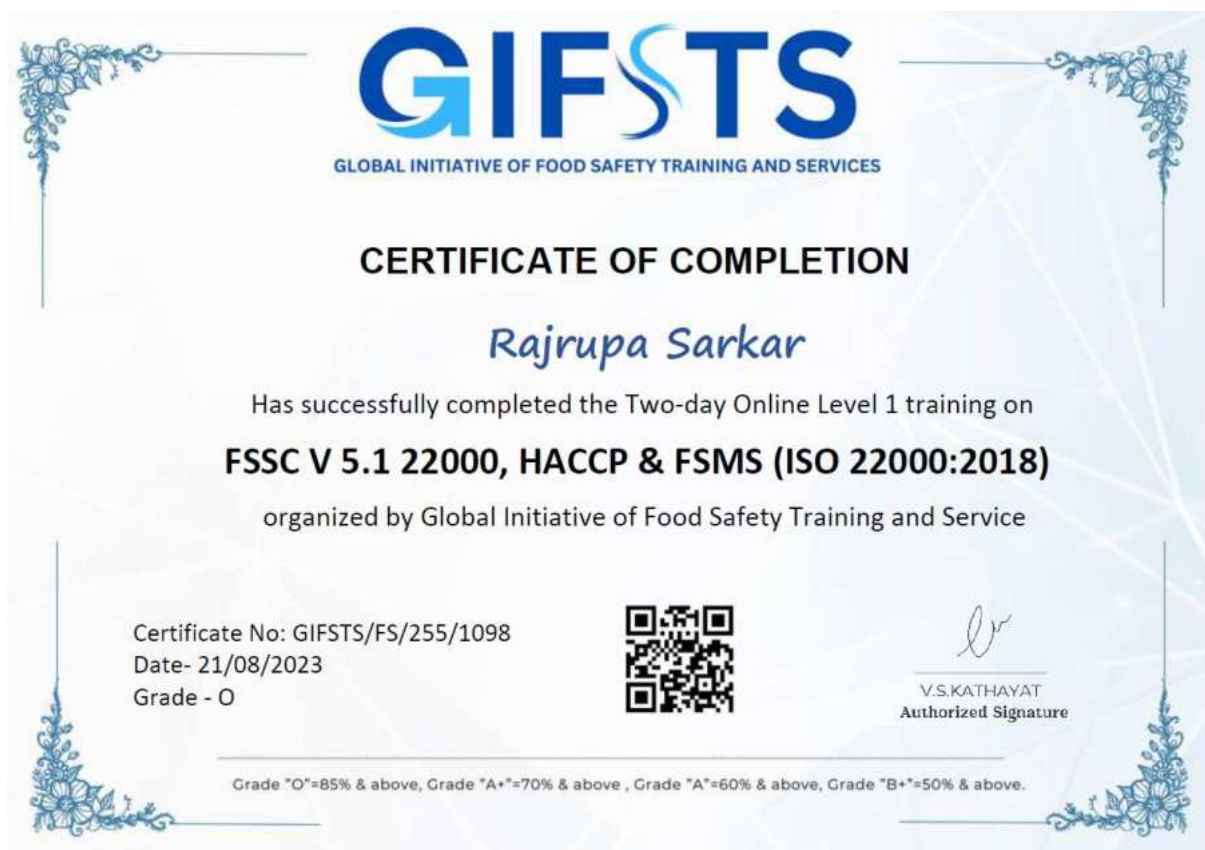 GIFSTS
GLOBAL INITIATIVE OF FOOD SAFETY TRAINING AND SERVICES
CERTIFICATE OF COMPLETION
Rajrupa Sarkar
Has successfully completed the Two-day Online Level 1 training on
FSSC V 5.1 22000, HACCP & FSMS (ISO 22000:2018)
organized by Global Initiative of Food Safety Training and Service
Certificate No: GIFSTS/FS/255/1098
Date- 21/08/2023
Grade - O
V.S.KATHAYAT
Authorized Signature
Grade "O"=85% & above, Grade "A+"=70% & above , Grade "A"=60% & above, Grade "B+"=50% & above.